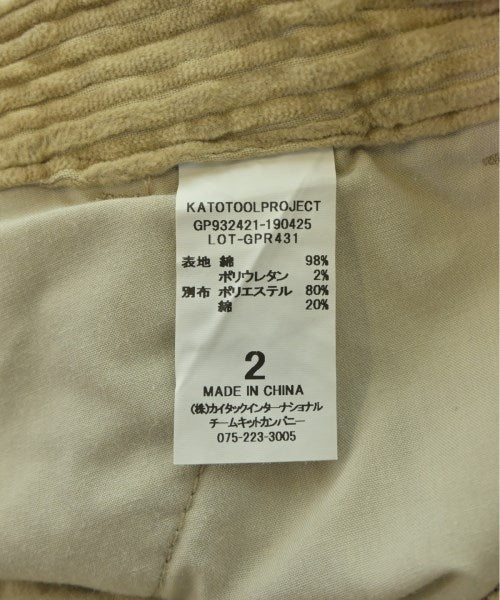 KATOTOOLPROJECT
GP932421-190425
LOT-GPR431
表地 綿 98%
ポリウレタン 2%
別布 ポリエステル 80%
綿 20%
2
MADE IN CHINA
(株)カイタックインターナショナル
チームキットカンパニー
075-223-3005